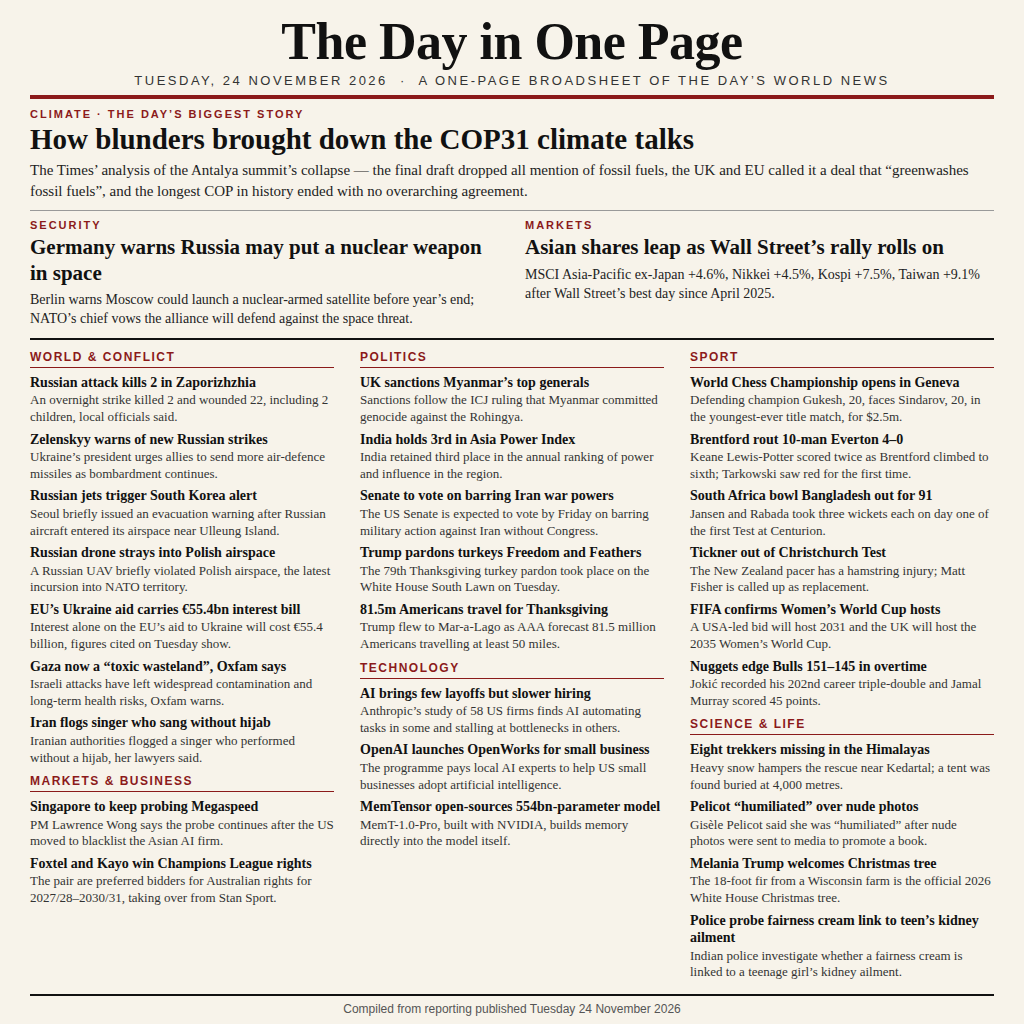 The Day in One Page
TUESDAY, 24 NOVEMBER 2026 · A ONE-PAGE BROADSHEET OF THE DAY’S WORLD NEWS
CLIMATE · THE DAY’S BIGGEST STORY
How blunders brought down the COP31 climate talks
The Times’ analysis of the Antalya summit’s collapse — the final draft dropped all mention of fossil fuels, the UK and EU called it a deal that “greenwashes
fossil fuels”, and the longest COP in history ended with no overarching agreement.
SECURITY
Germany warns Russia may put a nuclear weapon
in space
Berlin warns Moscow could launch a nuclear-armed satellite before year’s end;
NATO’s chief vows the alliance will defend against the space threat.
MARKETS
Asian shares leap as Wall Street’s rally rolls on
MSCI Asia-Pacific ex-Japan +4.6%, Nikkei +4.5%, Kospi +7.5%, Taiwan +9.1%
after Wall Street’s best day since April 2025.
WORLD & CONFLICT
Russian attack kills 2 in Zaporizhzhia
An overnight strike killed 2 and wounded 22, including 2
children, local officials said.
Zelenskyy warns of new Russian strikes
Ukraine’s president urges allies to send more air-defence
missiles as bombardment continues.
Russian jets trigger South Korea alert
Seoul briefly issued an evacuation warning after Russian
aircraft entered its airspace near Ulleung Island.
Russian drone strays into Polish airspace
A Russian UAV briefly violated Polish airspace, the latest
incursion into NATO territory.
EU’s Ukraine aid carries €55.4bn interest bill
Interest alone on the EU’s aid to Ukraine will cost €55.4
billion, figures cited on Tuesday show.
Gaza now a “toxic wasteland”, Oxfam says
Israeli attacks have left widespread contamination and
long-term health risks, Oxfam warns.
Iran flogs singer who sang without hijab
Iranian authorities flogged a singer who performed
without a hijab, her lawyers said.
MARKETS & BUSINESS
Singapore to keep probing Megaspeed
PM Lawrence Wong says the probe continues after the US
moved to blacklist the Asian AI firm.
Foxtel and Kayo win Champions League rights
The pair are preferred bidders for Australian rights for
2027/28–2030/31, taking over from Stan Sport.
POLITICS
UK sanctions Myanmar’s top generals
Sanctions follow the ICJ ruling that Myanmar committed
genocide against the Rohingya.
India holds 3rd in Asia Power Index
India retained third place in the annual ranking of power
and influence in the region.
Senate to vote on barring Iran war powers
The US Senate is expected to vote by Friday on barring
military action against Iran without Congress.
Trump pardons turkeys Freedom and Feathers
The 79th Thanksgiving turkey pardon took place on the
White House South Lawn on Tuesday.
81.5m Americans travel for Thanksgiving
Trump flew to Mar-a-Lago as AAA forecast 81.5 million
Americans travelling at least 50 miles.
TECHNOLOGY
AI brings few layoffs but slower hiring
Anthropic’s study of 58 US firms finds AI automating
tasks in some and stalling at bottlenecks in others.
OpenAI launches OpenWorks for small business
The programme pays local AI experts to help US small
businesses adopt artificial intelligence.
MemTensor open-sources 554bn-parameter model
MemT-1.0-Pro, built with NVIDIA, builds memory
directly into the model itself.
SPORT
World Chess Championship opens in Geneva
Defending champion Gukesh, 20, faces Sindarov, 20, in
the youngest-ever title match, for $2.5m.
Brentford rout 10-man Everton 4–0
Keane Lewis-Potter scored twice as Brentford climbed to
sixth; Tarkowski saw red for the first time.
South Africa bowl Bangladesh out for 91
Jansen and Rabada took three wickets each on day one of
the first Test at Centurion.
Tickner out of Christchurch Test
The New Zealand pacer has a hamstring injury; Matt
Fisher is called up as replacement.
FIFA confirms Women’s World Cup hosts
A USA-led bid will host 2031 and the UK will host the
2035 Women’s World Cup.
Nuggets edge Bulls 151–145 in overtime
Jokić recorded his 202nd career triple-double and Jamal
Murray scored 45 points.
SCIENCE & LIFE
Eight trekkers missing in the Himalayas
Heavy snow hampers the rescue near Kedartal; a tent was
found buried at 4,000 metres.
Pelicot “humiliated” over nude photos
Gisèle Pelicot said she was “humiliated” after nude
photos were sent to media to promote a book.
Melania Trump welcomes Christmas tree
The 18-foot fir from a Wisconsin farm is the official 2026
White House Christmas tree.
Police probe fairness cream link to teen’s kidney
ailment
Indian police investigate whether a fairness cream is
linked to a teenage girl’s kidney ailment.
Compiled from reporting published Tuesday 24 November 2026